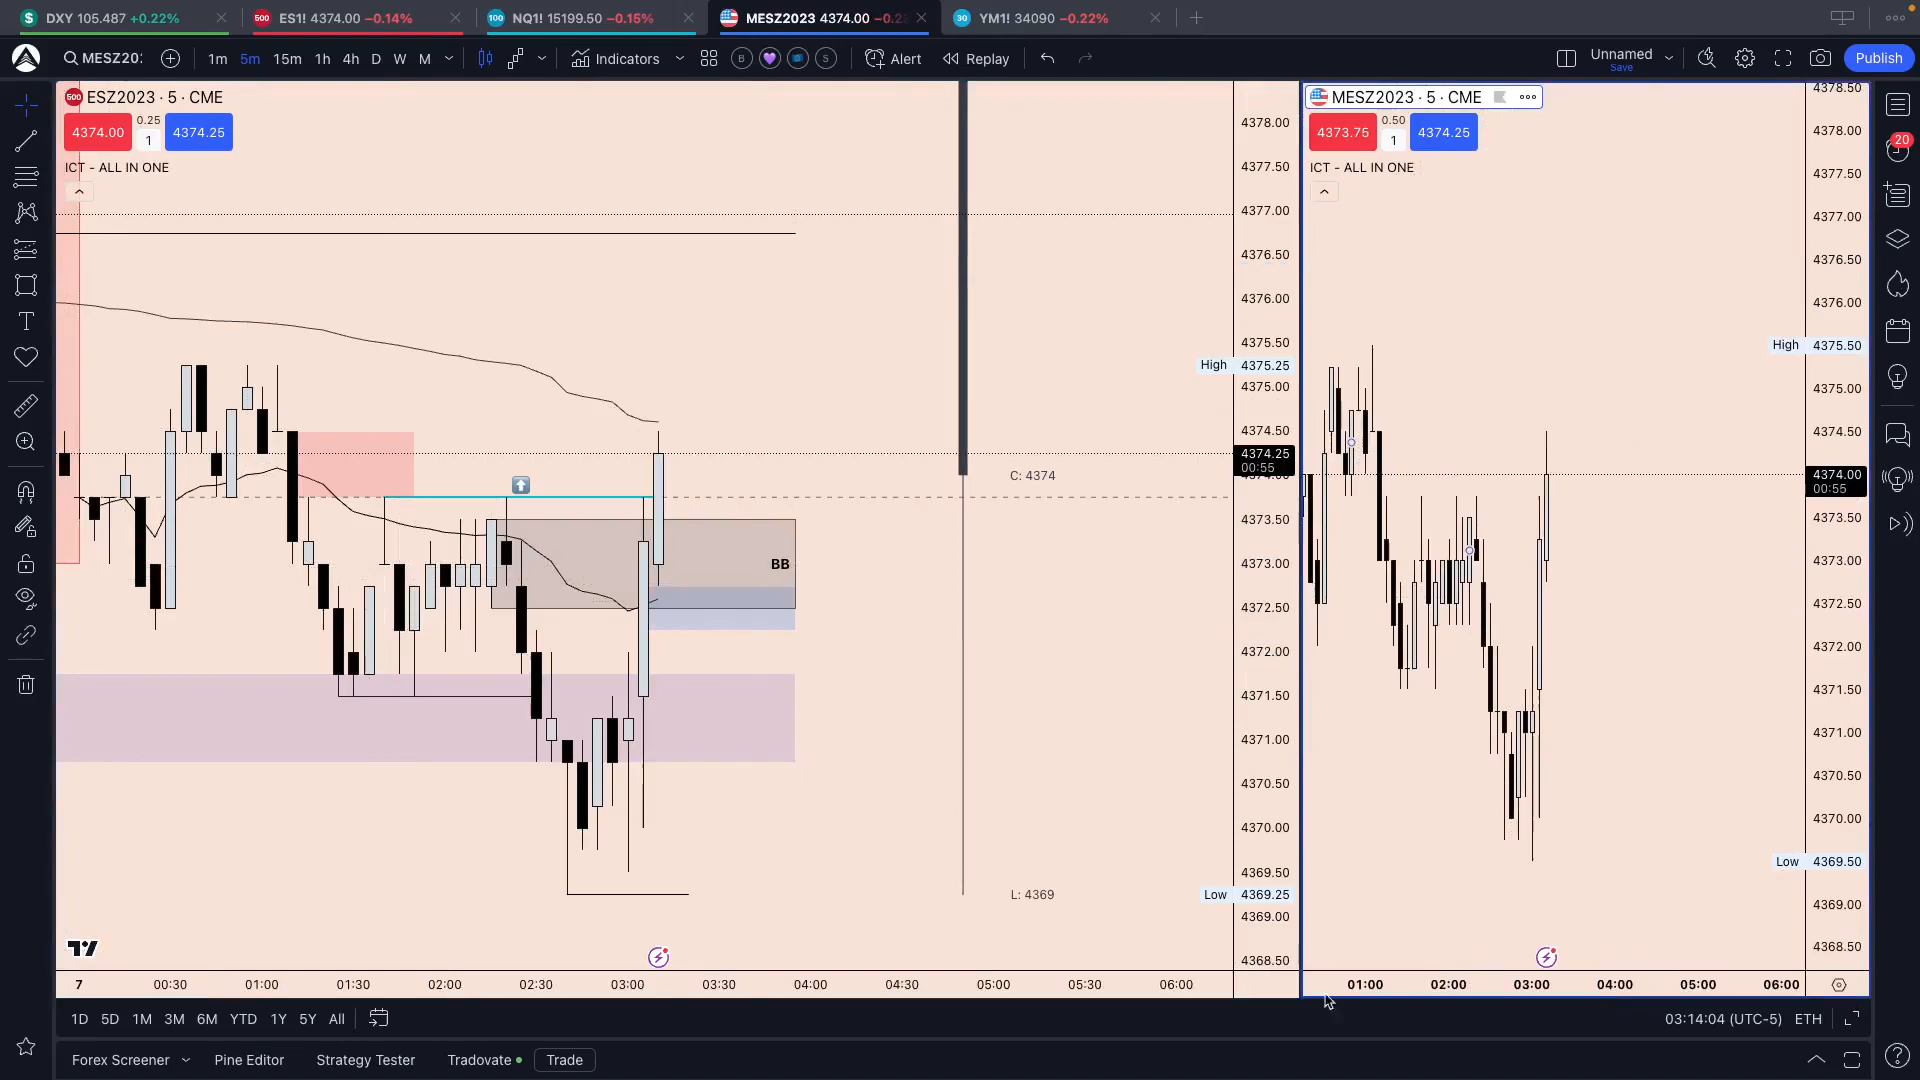 DXY 105.487 +0.22%
500 ES1! 4374.00 −0.14%
100 NQ1! 15199.50 −0.15%
MESZ2023 4374.00 −0.2
30 YM1! 34090 −0.22%
MESZ20
1m 5m 15m 1h 4h D W M
Indicators
B
S
Alert
Replay
Unnamed
Save
Publish
500 ESZ2023 · 5 · CME
4374.00
0.25
1
4374.25
ICT - ALL IN ONE
BB
C: 4374
L: 4369
4378.00
4377.50
4377.00
4376.50
4376.00
4375.50
High 4375.25
4375.00
4374.50
4374.25
00:55
4373.50
4373.00
4372.50
4372.00
4371.50
4371.00
4370.50
4370.00
4369.50
Low 4369.25
4369.00
4368.50
7 00:30 01:00 01:30 02:00 02:30 03:00 03:30 04:00 04:30 05:00 05:30 06:00
MESZ2023 · 5 · CME
4373.75
0.50
1
4374.25
ICT - ALL IN ONE
4378.50
4378.00
4377.50
4377.00
4376.50
4376.00
High 4375.50
4375.00
4374.50
4374.00
00:55
4373.50
4373.00
4372.50
4372.00
4371.50
4371.00
4370.50
4370.00
Low 4369.50
4369.00
4368.50
01:00 02:00 03:00 04:00 05:00 06:00
20
1D 5D 1M 3M 6M YTD 1Y 5Y All
03:14:04 (UTC-5) ETH
Forex Screener Pine Editor Strategy Tester Tradovate Trade